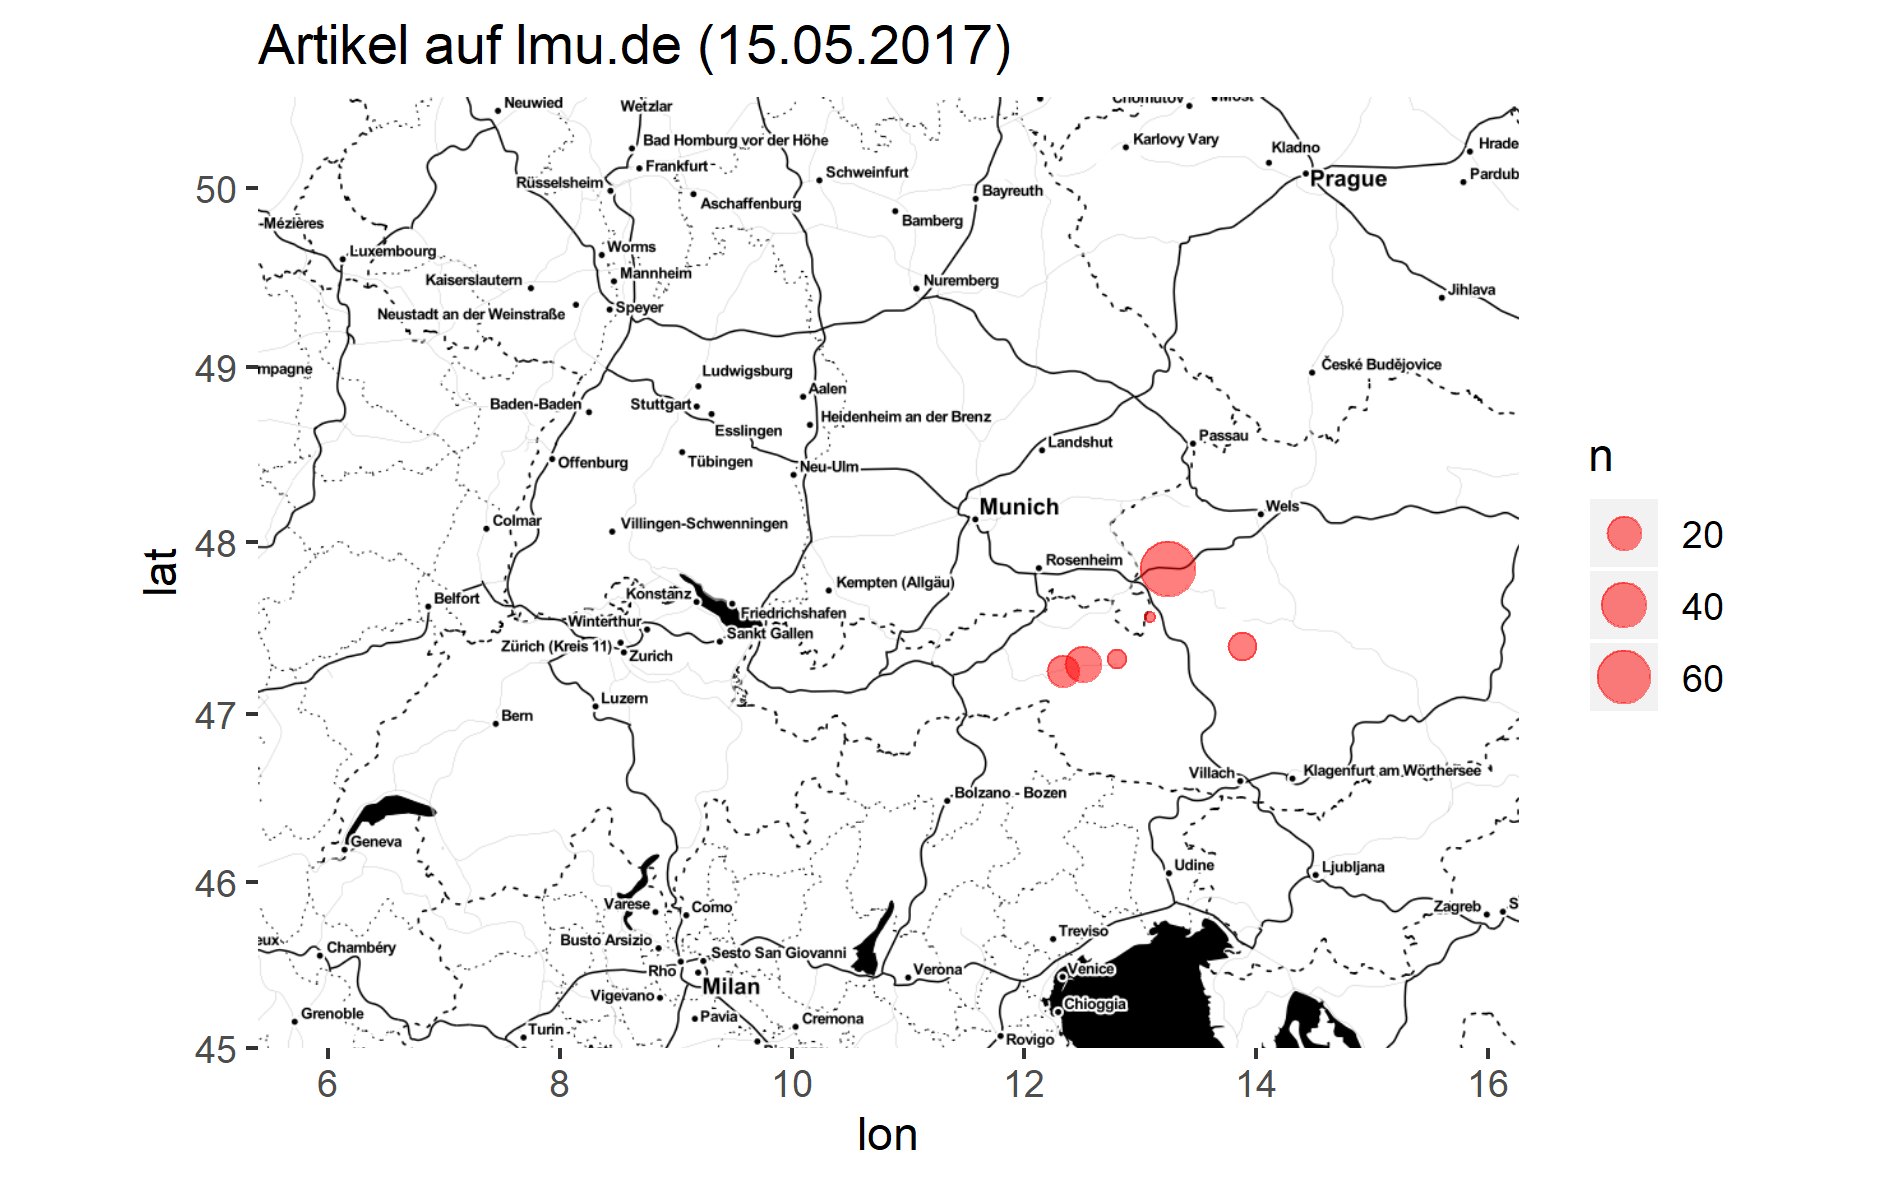 Artikel auf lmu.de (15.05.2017)
Neuwied
Wetzlar
Chomutov
Most
Bad Homburg vor der Höhe
Karlovy Vary
Kladno
Hrade
Frankfurt
Schweinfurt
Prague
Pardub
Rüsselsheim
Aschaffenburg
Bayreuth
50
-Mézières
Bamberg
Luxembourg
Worms
Kaiserslautern
Mannheim
Nuremberg
Jihlava
Neustadt an der Weinstraße
Speyer
49
mpagne
Ludwigsburg
České Budějovice
Baden-Baden
Stuttgart
Aalen
Heidenheim an der Brenz
Esslingen
Landshut
Passau
Offenburg
Tübingen
Neu-Ulm
n
Munich
Wels
20
Colmar
Villingen-Schwenningen
48
lat
Rosenheim
Kempten (Allgäu)
40
Belfort
Konstanz
Friedrichshafen
Winterthur
Sankt Gallen
Zürich (Kreis 11)
Zurich
60
Luzern
47
Bern
Villach
Klagenfurt am Wörthersee
Bolzano - Bozen
Geneva
Udine
Ljubljana
46
Varese
Como
Zagreb
S
Busto Arsizio
Treviso
eux
Chambéry
Sesto San Giovanni
Rho
Verona
Venice
Milan
Vigevano
Chioggia
Grenoble
Pavia
Cremona
Turin
Rovigo
45
6
8
10
12
14
16
lon